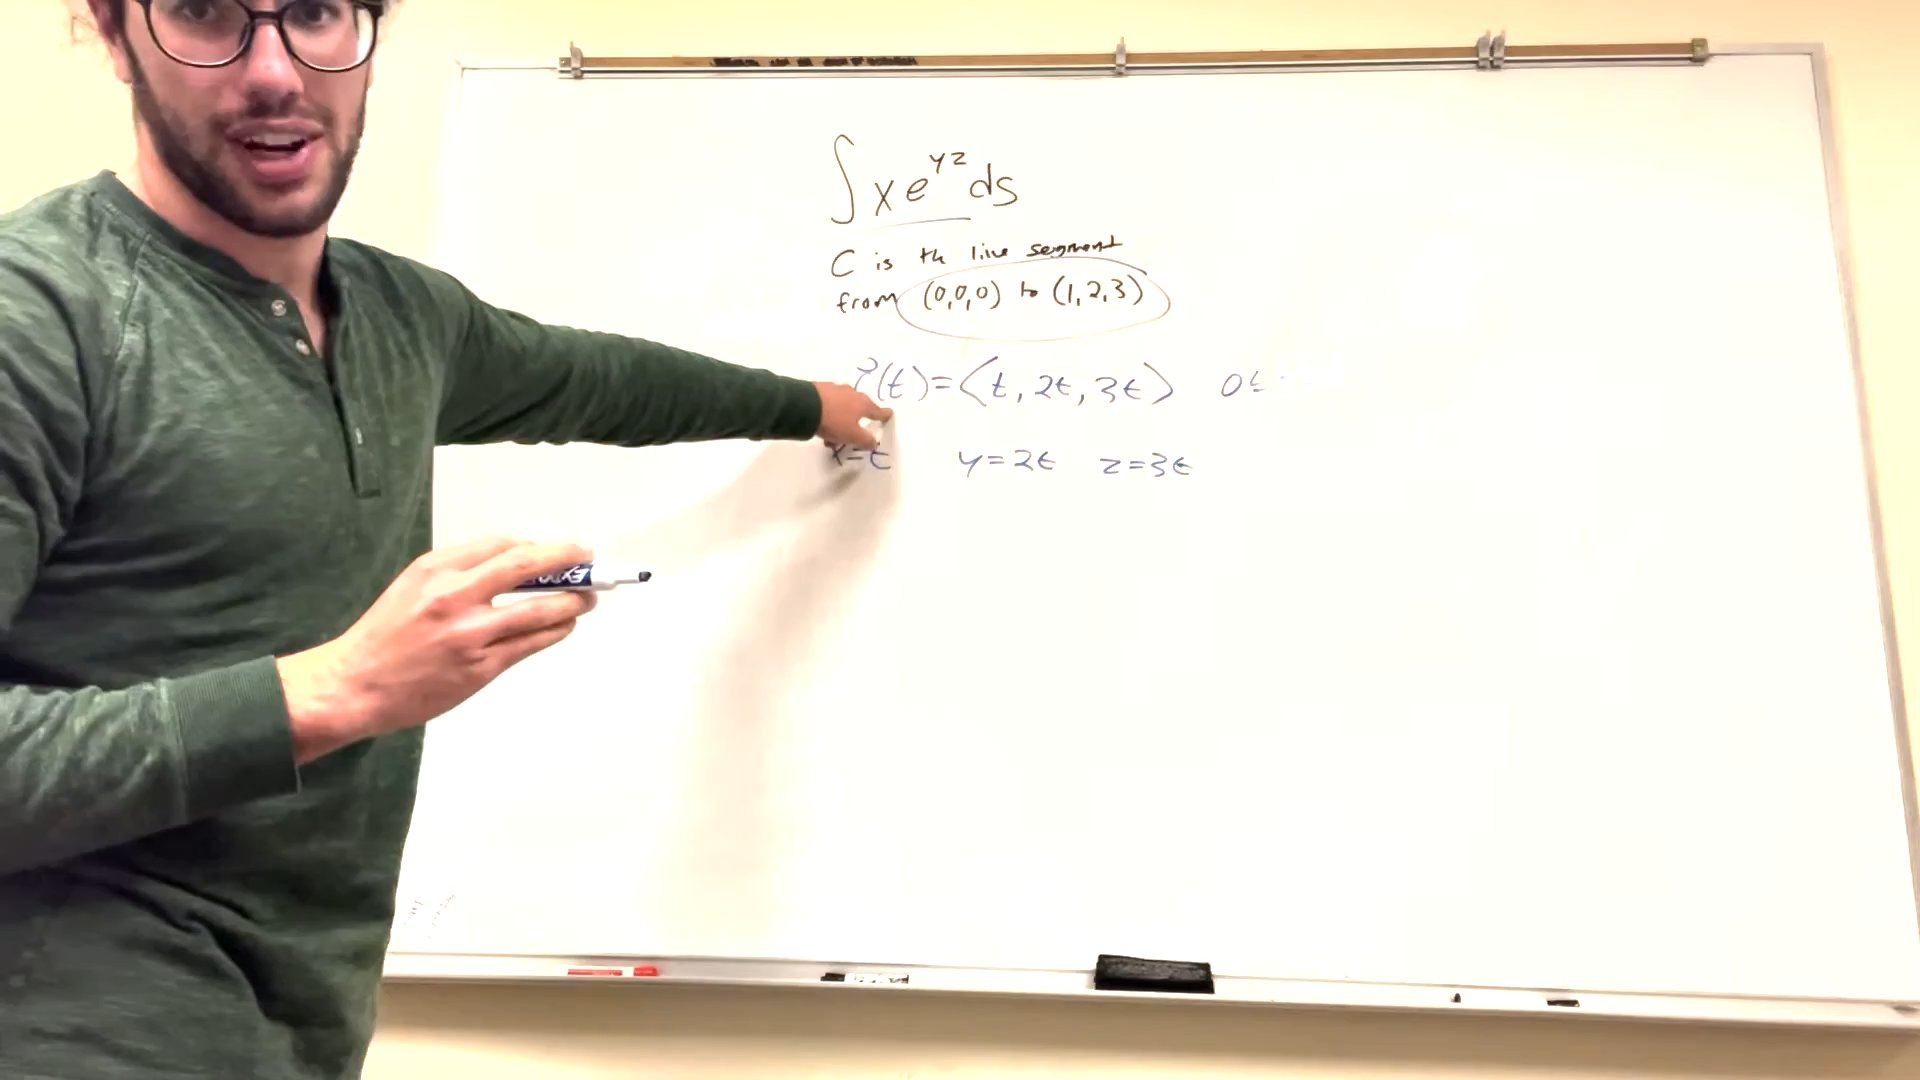 ∫ x e^{yz} ds
C is the line segment
from (0,0,0) to (1,2,3)
r(t) = ⟨t, 2t, 3t⟩ 0 ≤
x=t y=2t z=3t
EXPO